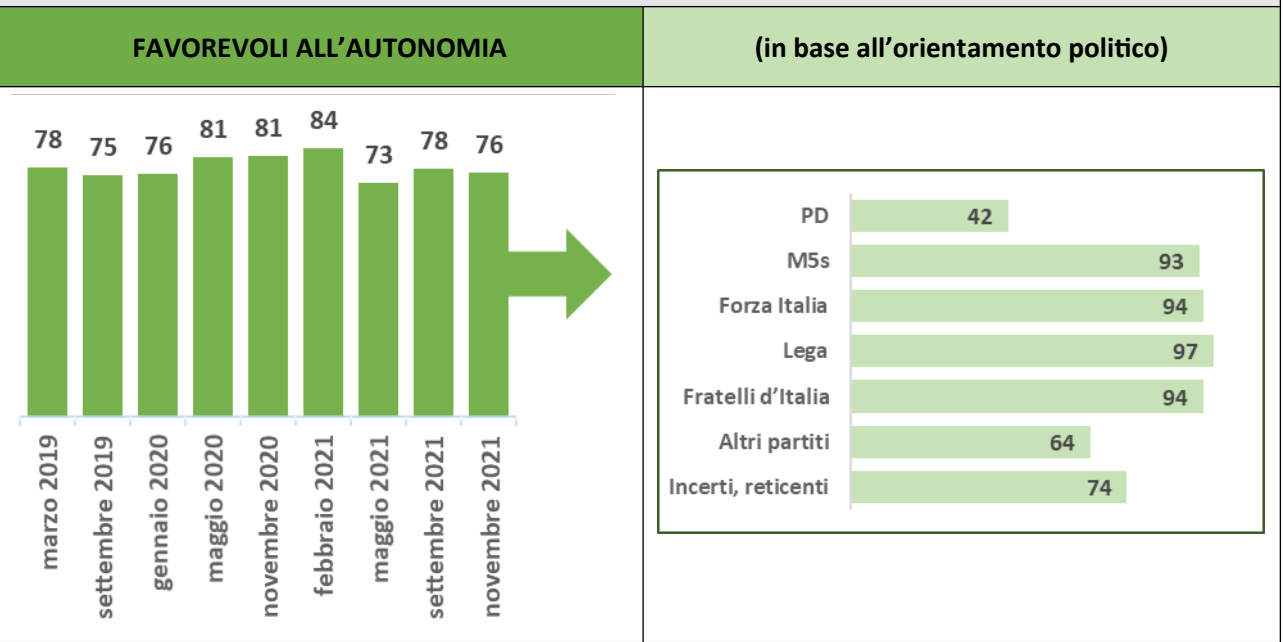 FAVOREVOLI ALL’AUTONOMIA
(in base all’orientamento politico)
78
75
76
81
81
84
73
78
76
marzo 2019
settembre 2019
gennaio 2020
maggio 2020
novembre 2020
febbraio 2021
maggio 2021
settembre 2021
novembre 2021
PD 42
M5s 93
Forza Italia 94
Lega 97
Fratelli d’Italia 94
Altri partiti 64
Incerti, reticenti 74